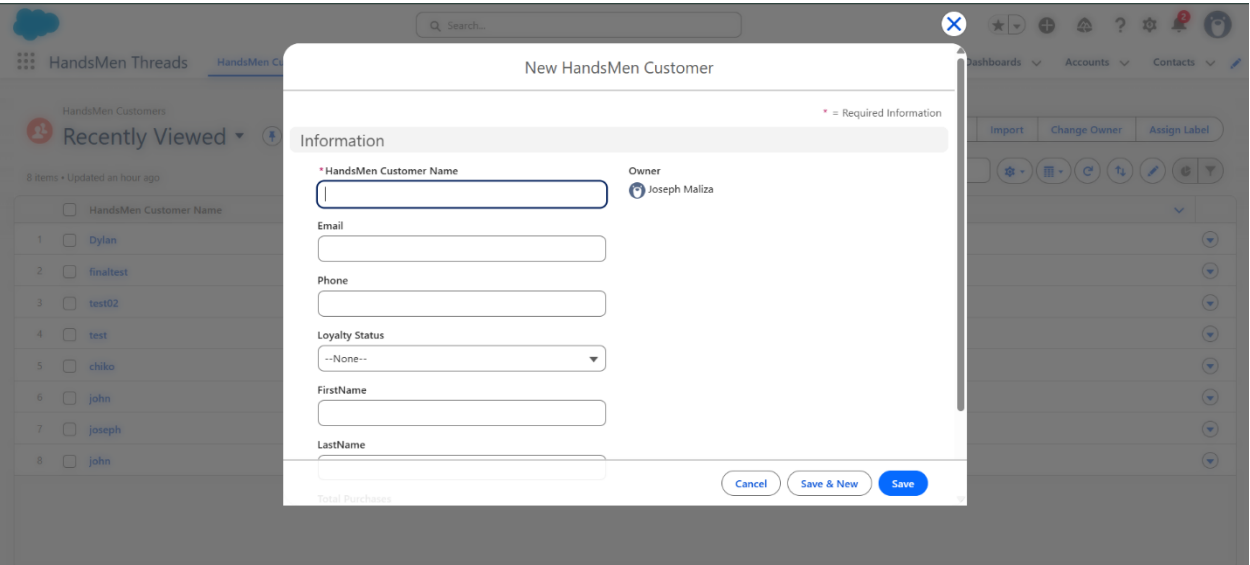 Search...
2
HandsMen Threads
HandsMen Cu
Dashboards
Accounts
Contacts
HandsMen Customers
Recently Viewed
Import
Change Owner
Assign Label
8 items • Updated an hour ago
HandsMen Customer Name
1 Dylan
2 finaltest
3 test02
4 test
5 chiko
6 john
7 joseph
8 john
New HandsMen Customer
* = Required Information
Information
*HandsMen Customer Name
Owner
Joseph Maliza
Email
Phone
Loyalty Status
--None--
FirstName
LastName
Total Purchases
Cancel
Save & New
Save